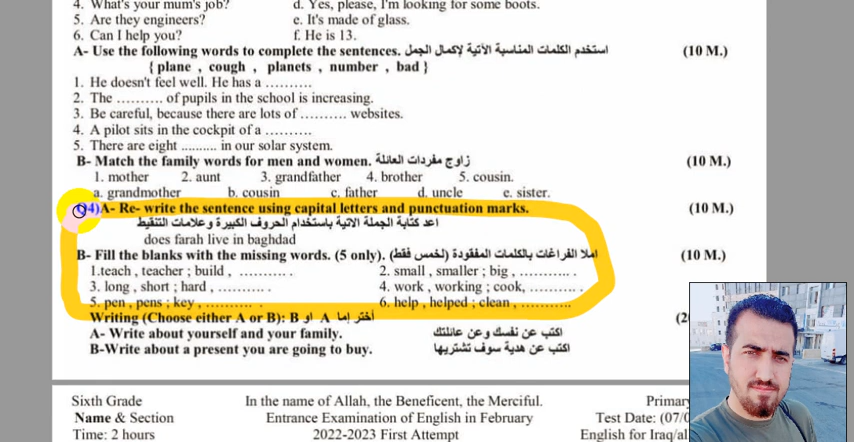 4. What's your mum's job? d. Yes, please, I'm looking for some boots.
5. Are they engineers? e. It's made of glass.
6. Can I help you? f. He is 13.
A- Use the following words to complete the sentences. استخدم الكلمات المناسبة الأتية لإكمال الجمل (10 M.)
{ plane , cough , planets , number , bad }
1. He doesn't feel well. He has a ..........
2. The .......... of pupils in the school is increasing.
3. Be careful, because there are lots of .......... websites.
4. A pilot sits in the cockpit of a ..........
5. There are eight .......... in our solar system.
B- Match the family words for men and women. زاوج مفردات العائلة (10 M.)
1. mother 2. aunt 3. grandfather 4. brother 5. cousin.
a. grandmother b. cousin c. father d. uncle e. sister.
Q4)A- Re- write the sentence using capital letters and punctuation marks. (10 M.)
اعد كتابة الجملة الاتية باستخدام الحروف الكبيرة وعلامات التنقيط
does farah live in baghdad
B- Fill the blanks with the missing words. (5 only). املا الفراغات بالكلمات المفقودة (لخمس فقط) (10 M.)
1.teach , teacher ; build , .......... . 2. small , smaller ; big , ........... .
3. long , short ; hard , .......... . 4. work , working ; cook, .......... .
5. pen , pens ; key , .......... . 6. help , helped ; clean , ...........
Writing (Choose either A or B): أختر إما A او B (2
A- Write about yourself and your family. اكتب عن نفسك وعن عائلتك
B-Write about a present you are going to buy. اكتب عن هدية سوف تشتريها
Sixth Grade In the name of Allah, the Beneficent, the Merciful. Primar
Name & Section Entrance Examination of English in February Test Date: (07/0
Time: 2 hours 2022-2023 First Attempt English for Iraq/al